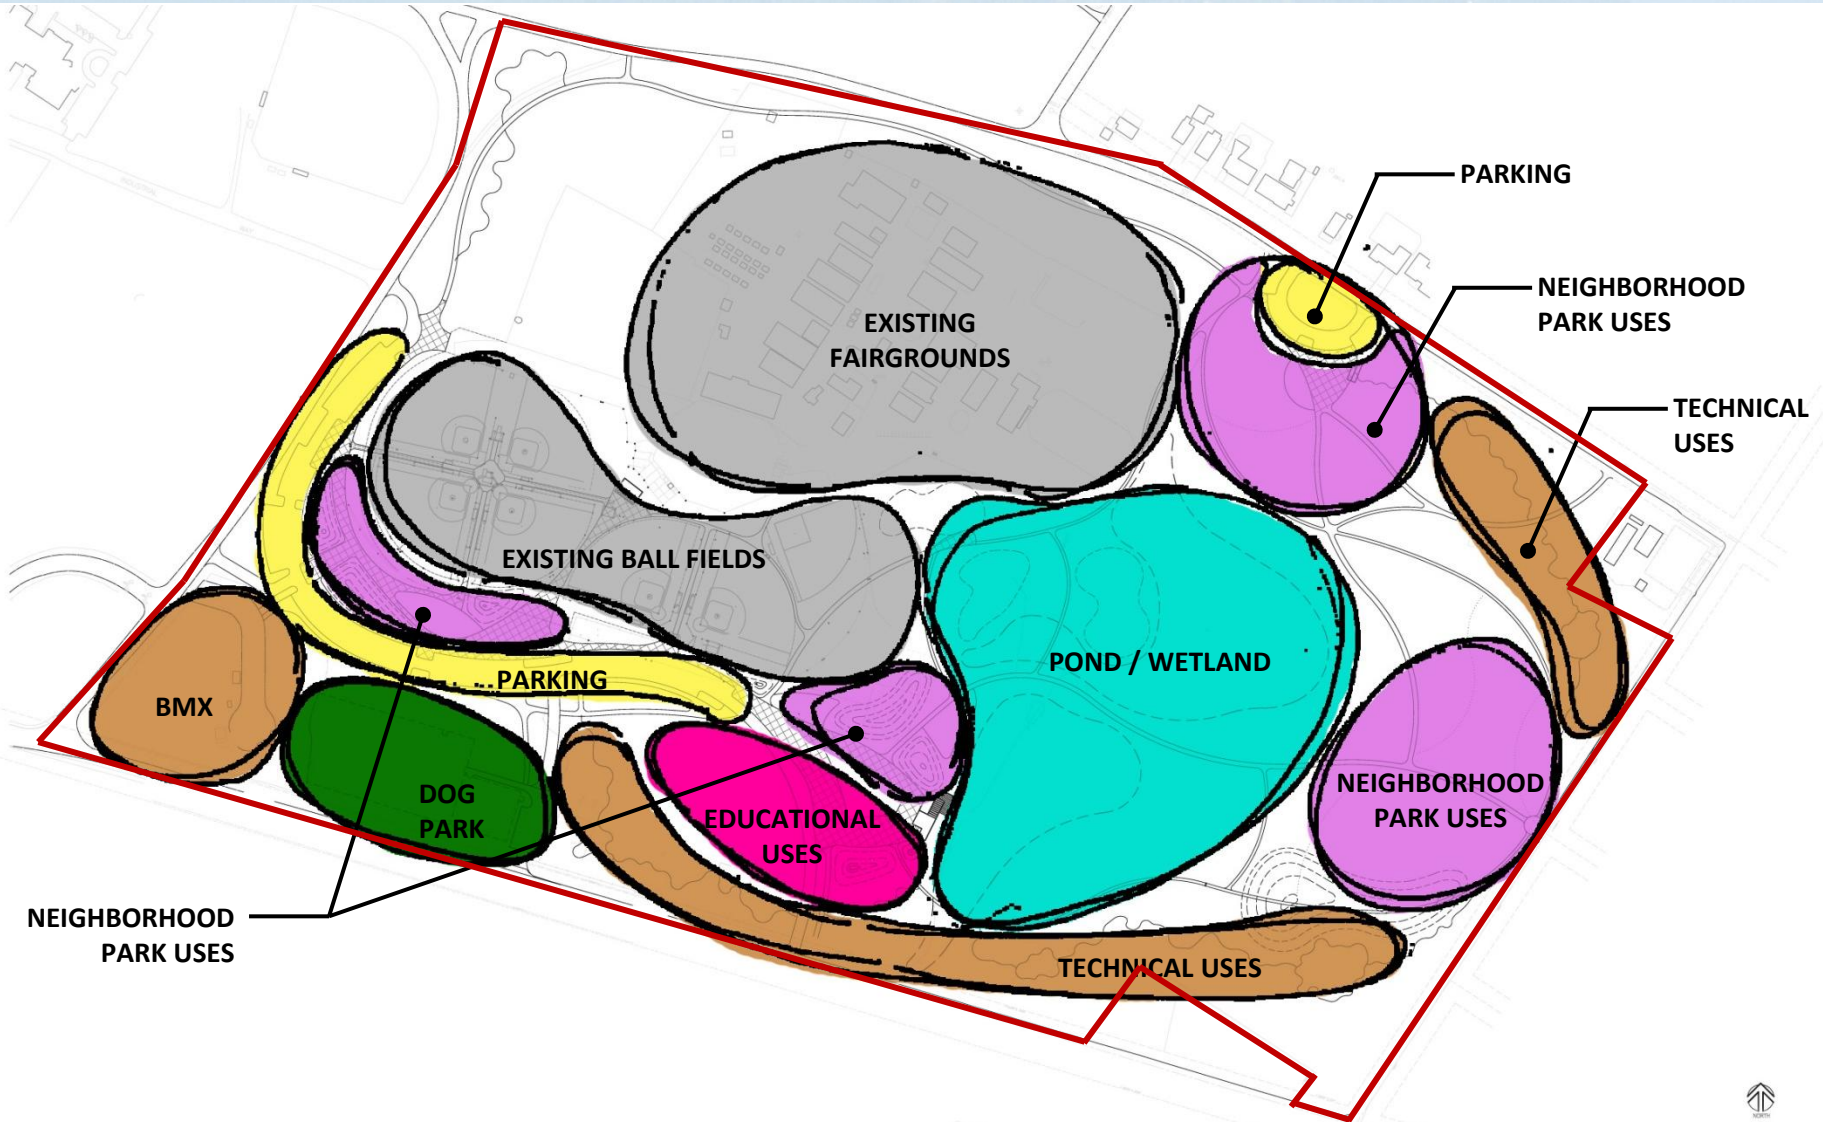 PARKING
NEIGHBORHOOD
PARK USES
EXISTING
FAIRGROUNDS
TECHNICAL
USES
EXISTING BALL FIELDS
POND / WETLAND
PARKING
BMX
NEIGHBORHOOD
PARK USES
DOG
PARK
EDUCATIONAL
USES
NEIGHBORHOOD
PARK USES
TECHNICAL USES
NORTH